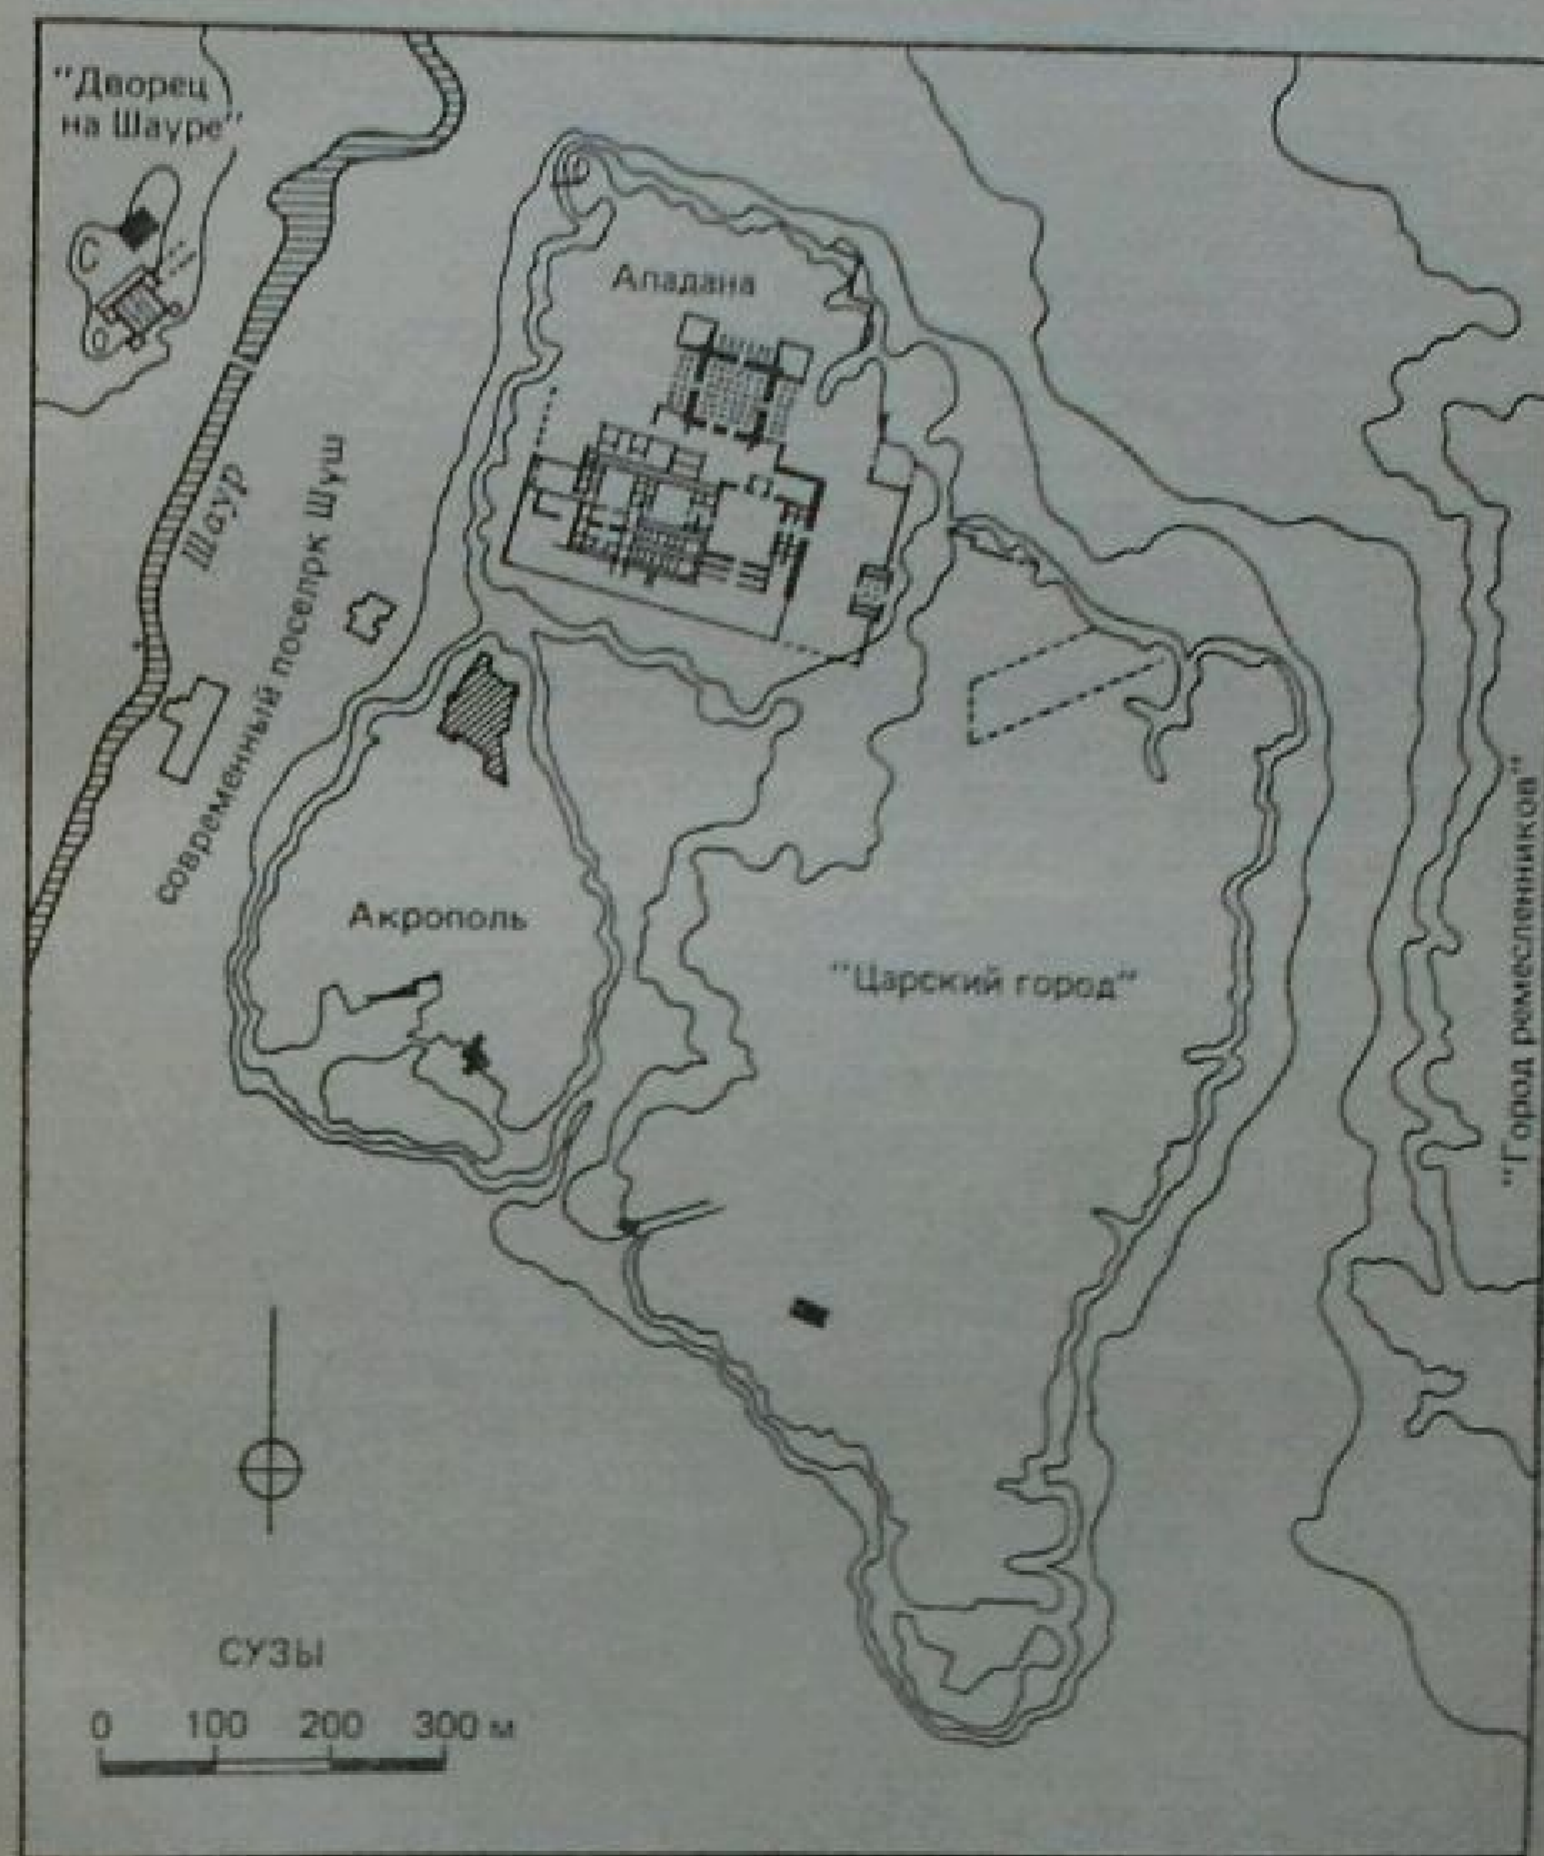 "Дворец
на Шауре"
Шаур
современный поселрк Шуш
Ападана
Акрополь
"Царский город"
"Город ремесленников"
СУЗЫ
0 100 200 300 м